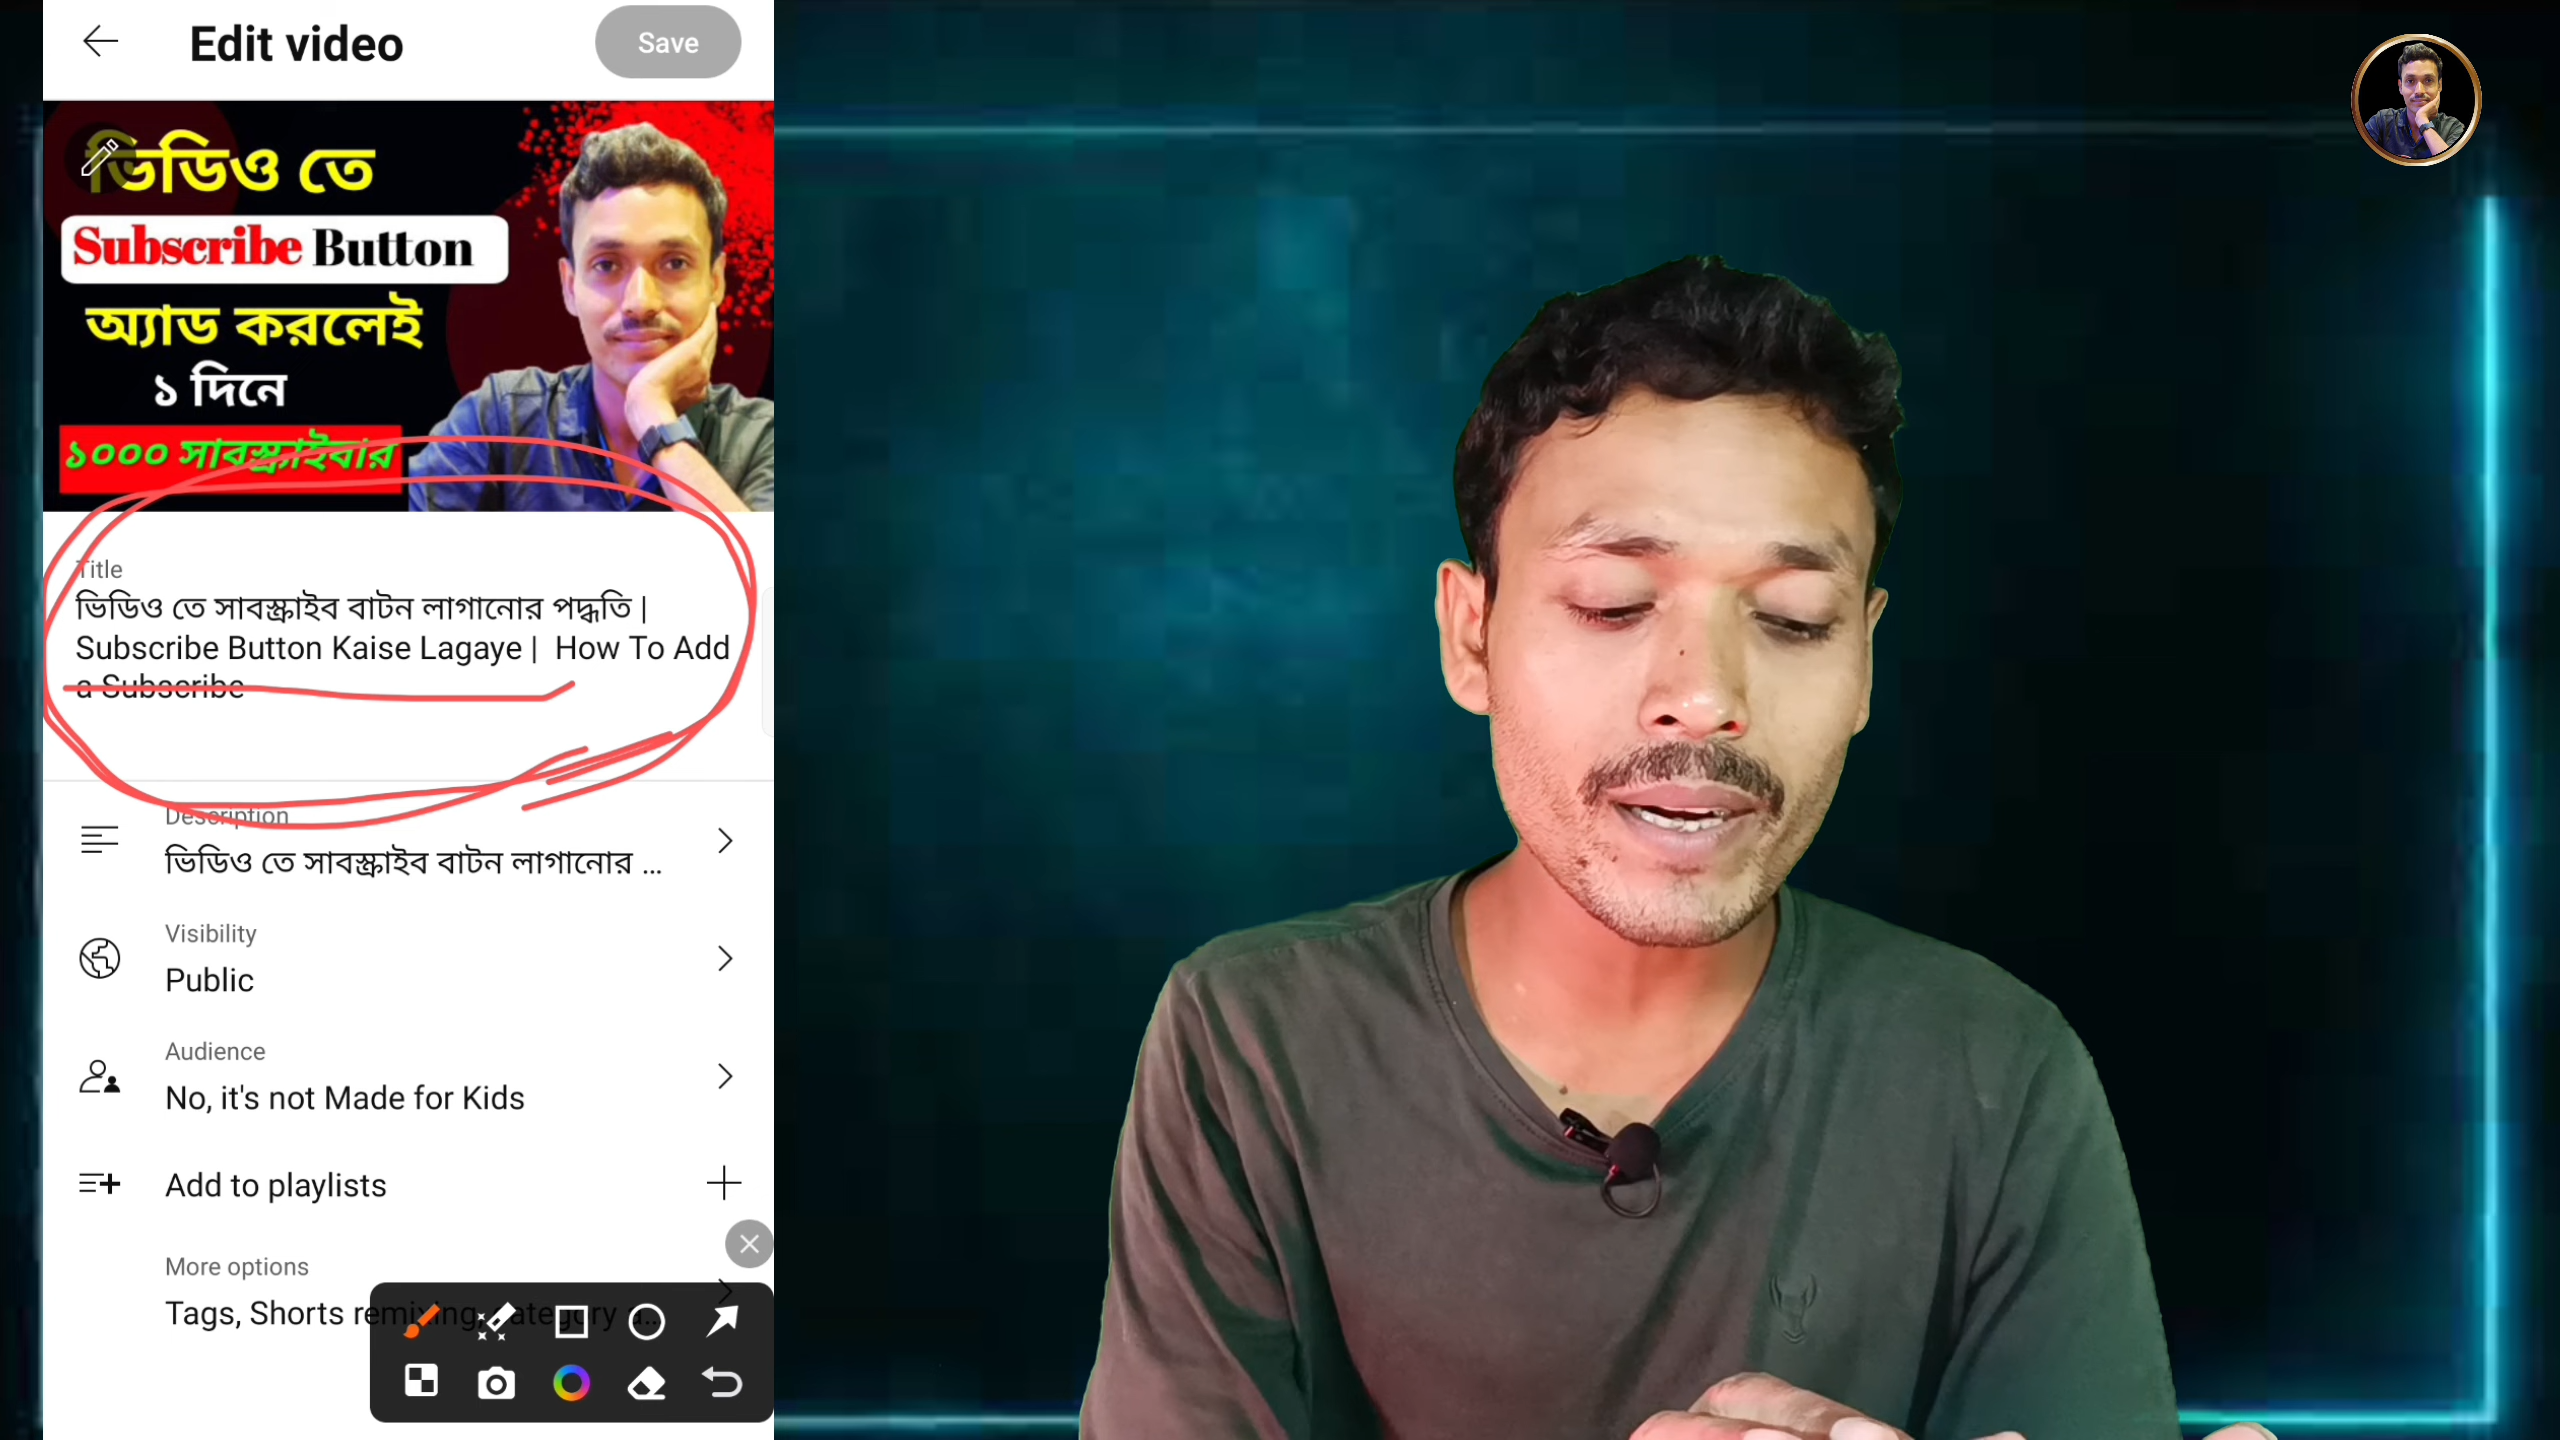 Edit video
Save
ভিডিও তে
Subscribe Button
অ্যাড করলেই
১ দিনে
১০০০ সাবস্ক্রাইবার
Title
ভিডিও তে সাবস্ক্রাইব বাটন লাগানোর পদ্ধতি |
Subscribe Button Kaise Lagaye | How To Add
a Subscribe
Description
ভিডিও তে সাবস্ক্রাইব বাটন লাগানোর ...
Visibility
Public
Audience
No, it's not Made for Kids
Add to playlists
More options
Tags, Shorts remixing, category